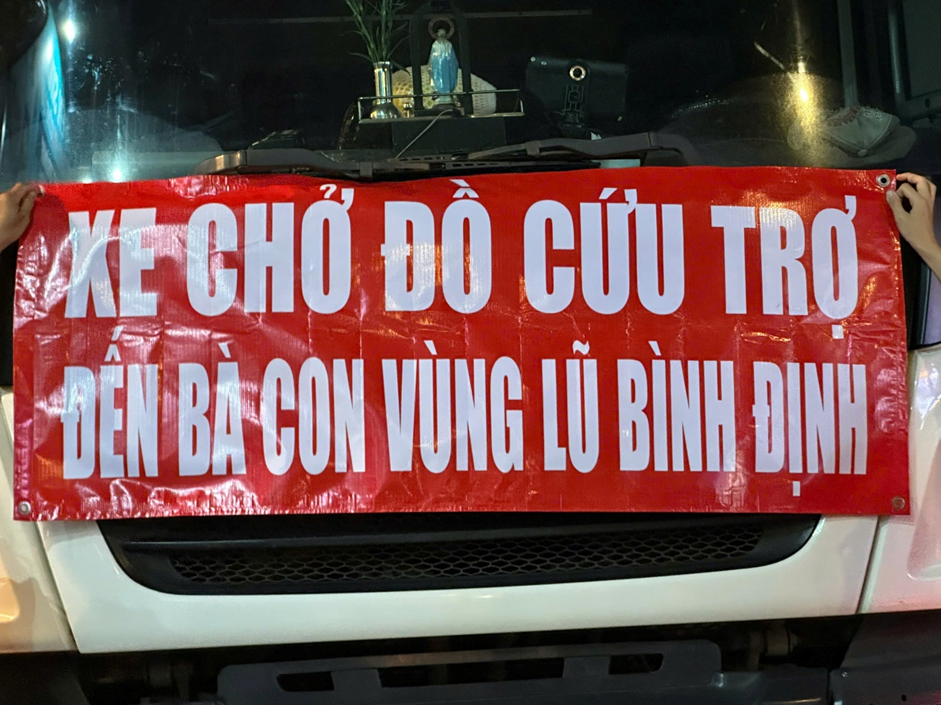 XE CHỞ ĐỒ CỨU TRỢ
ĐẾN BÀ CON VÙNG LŨ BÌNH ĐỊNH